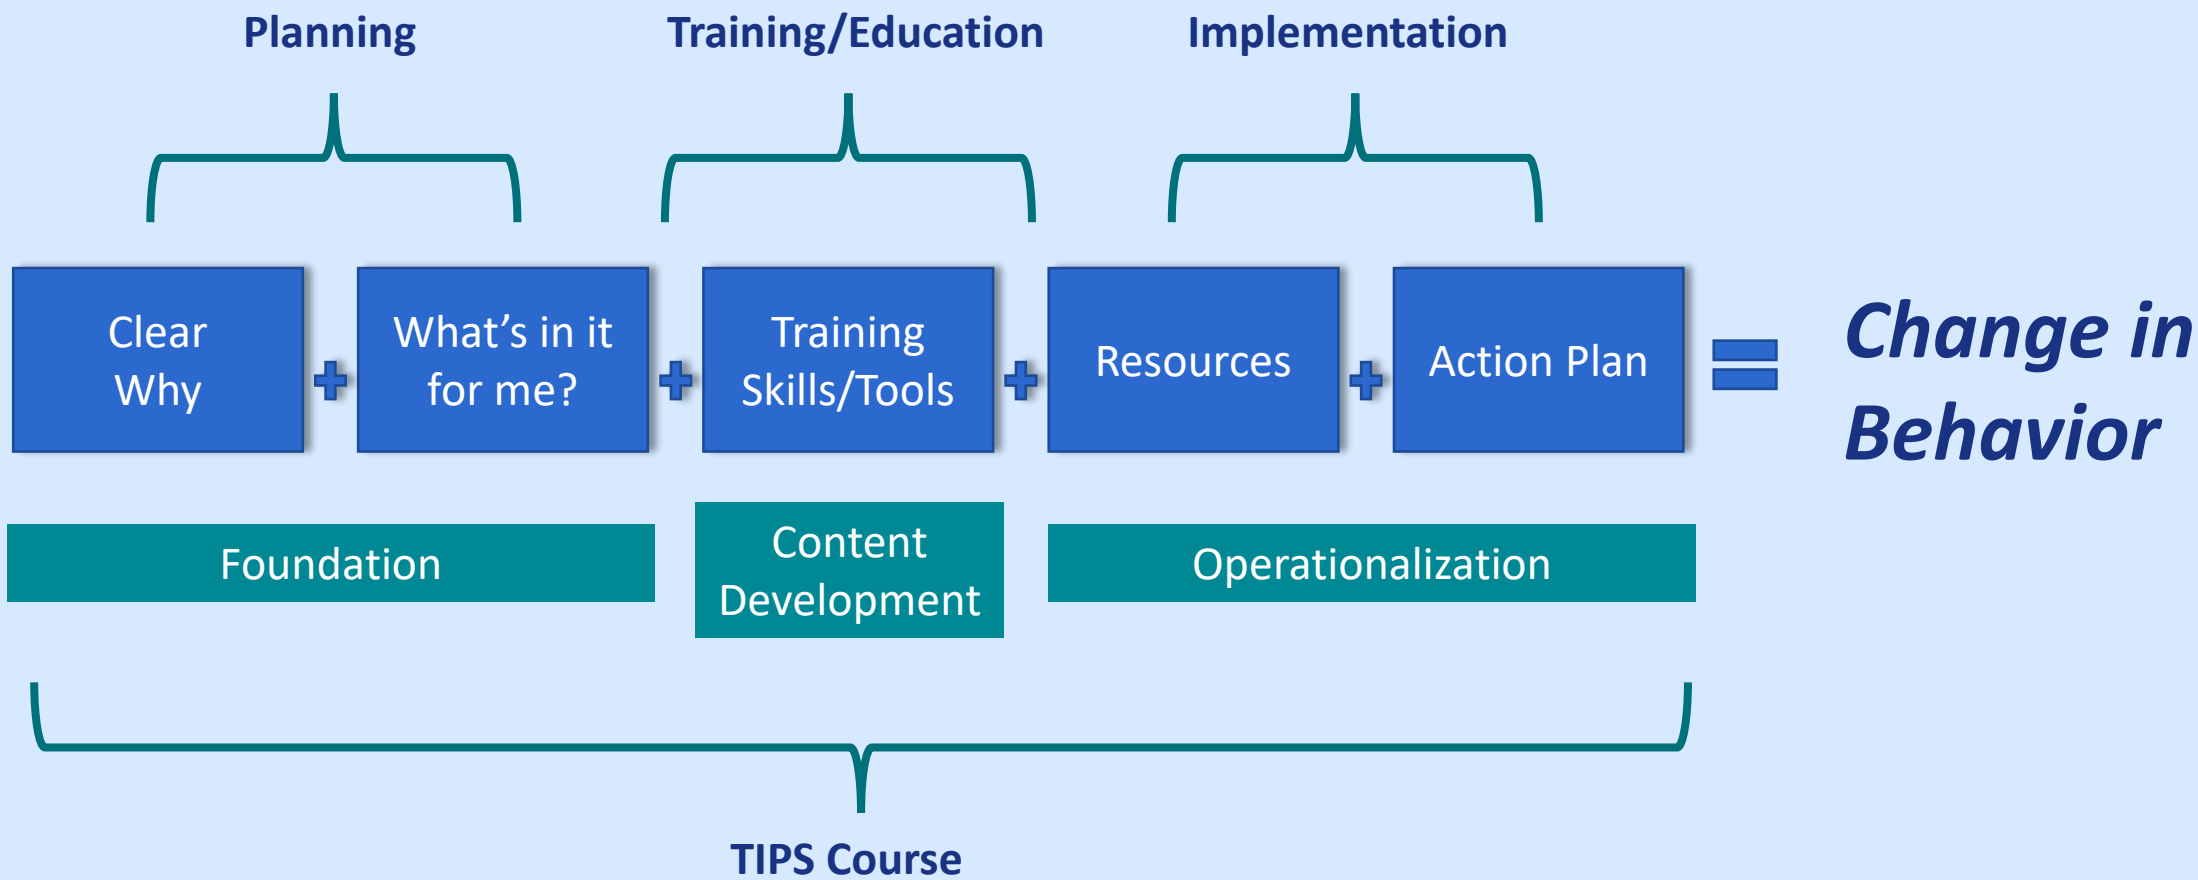 Planning
Training/Education
Implementation
Clear
Why
What's in it
for me?
Training
Skills/Tools
Resources
Action Plan
Change in
Behavior
Foundation
Content
Development
Operationalization
TIPS Course